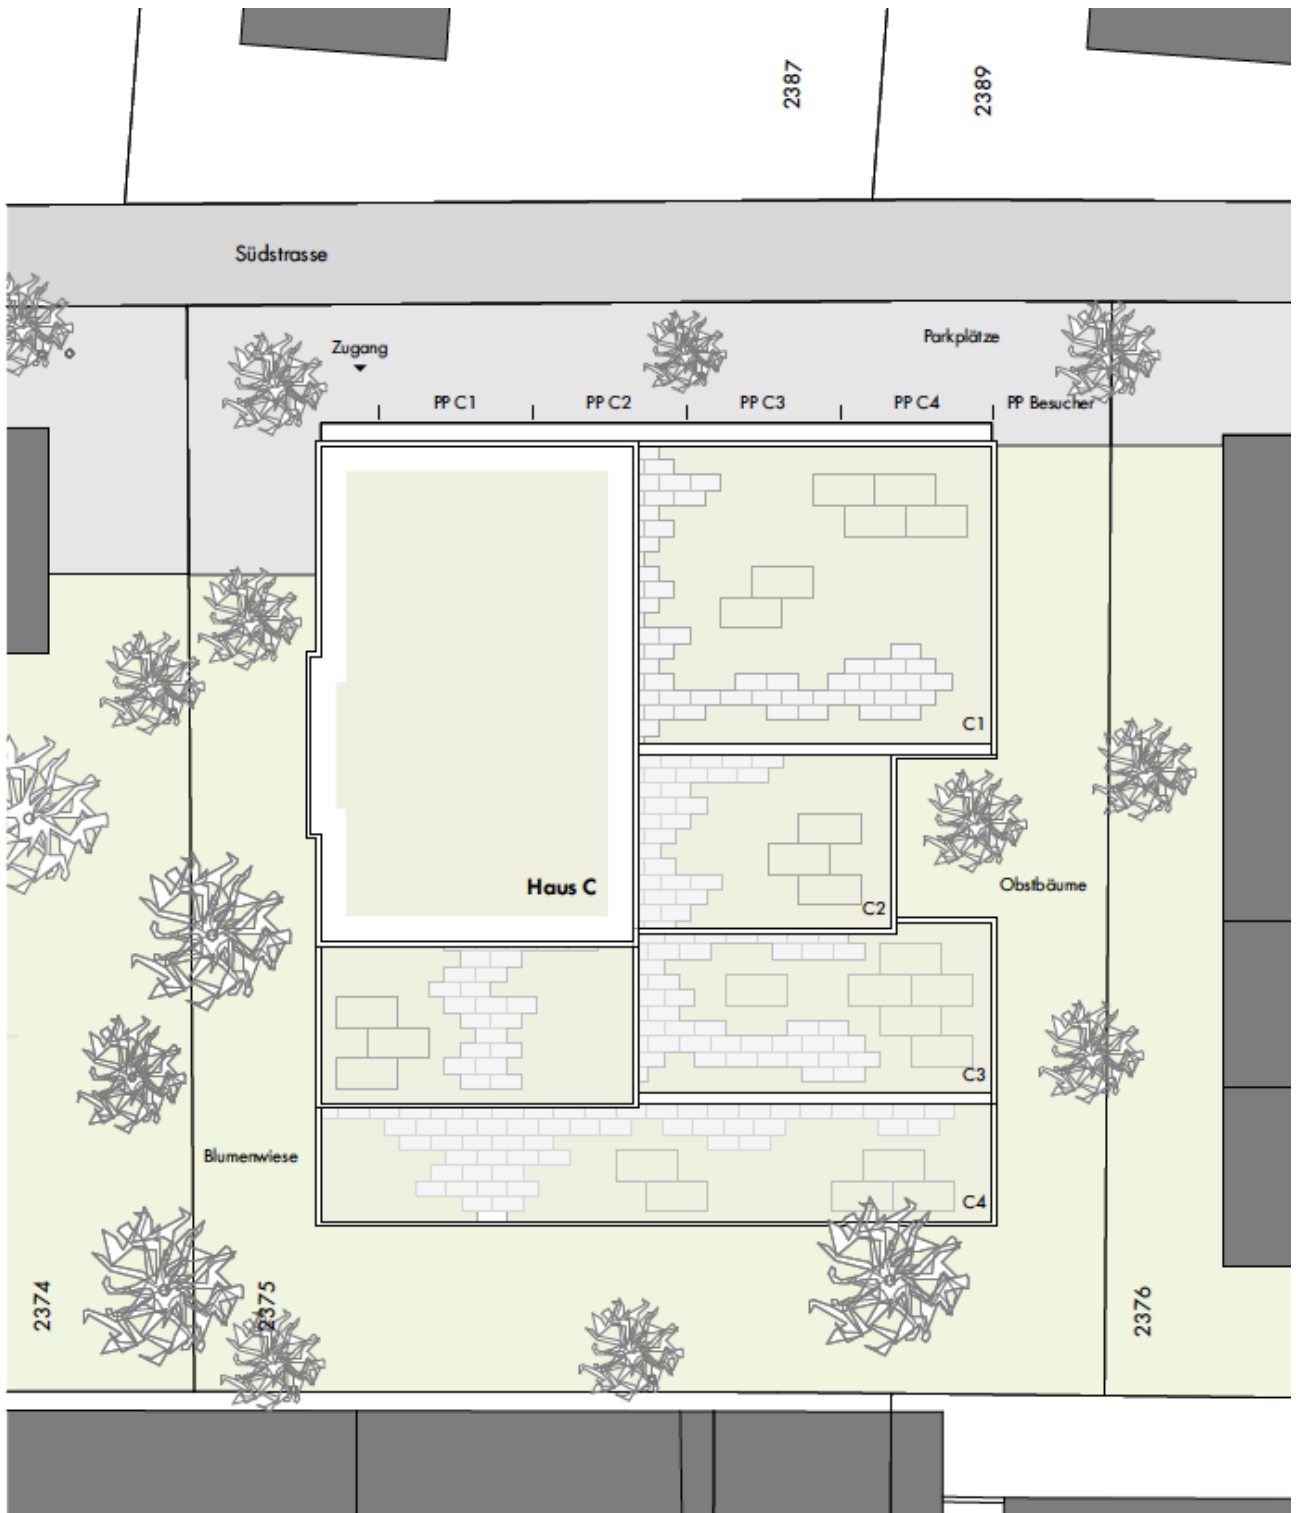 2387
2389
Südstrasse
Zugang
Parkplätze
PP C1
PP C2
PP C3
PP C4
PP Besucher
C1
Haus C
C2
Obstbäume
C3
Blumenwiese
C4
2374
2375
2376